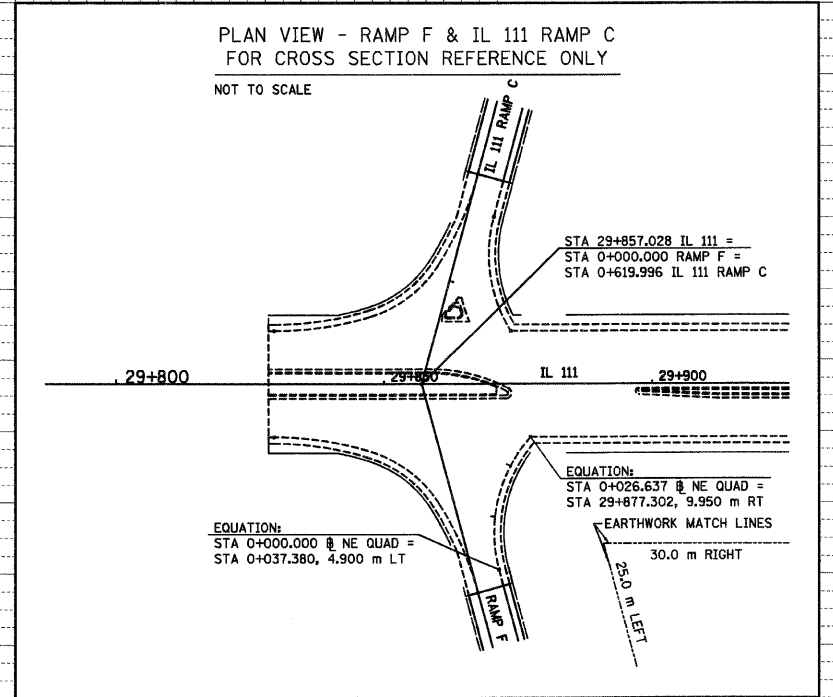 PLAN VIEW - RAMP F & IL 111 RAMP C
FOR CROSS SECTION REFERENCE ONLY
NOT TO SCALE
IL 111 RAMP C
STA 29+857.028 IL 111 =
STA 0+000.000 RAMP F =
STA 0+619.996 IL 111 RAMP C
29+800
29+850
IL 111
29+900
EQUATION:
STA 0+026.637 ℄ NE QUAD =
STA 29+877.302, 9.950 m RT
EARTHWORK MATCH LINES
30.0 m RIGHT
25.0 m LEFT
EQUATION:
STA 0+000.000 ℄ NE QUAD =
STA 0+037.380, 4.900 m LT
RAMP F